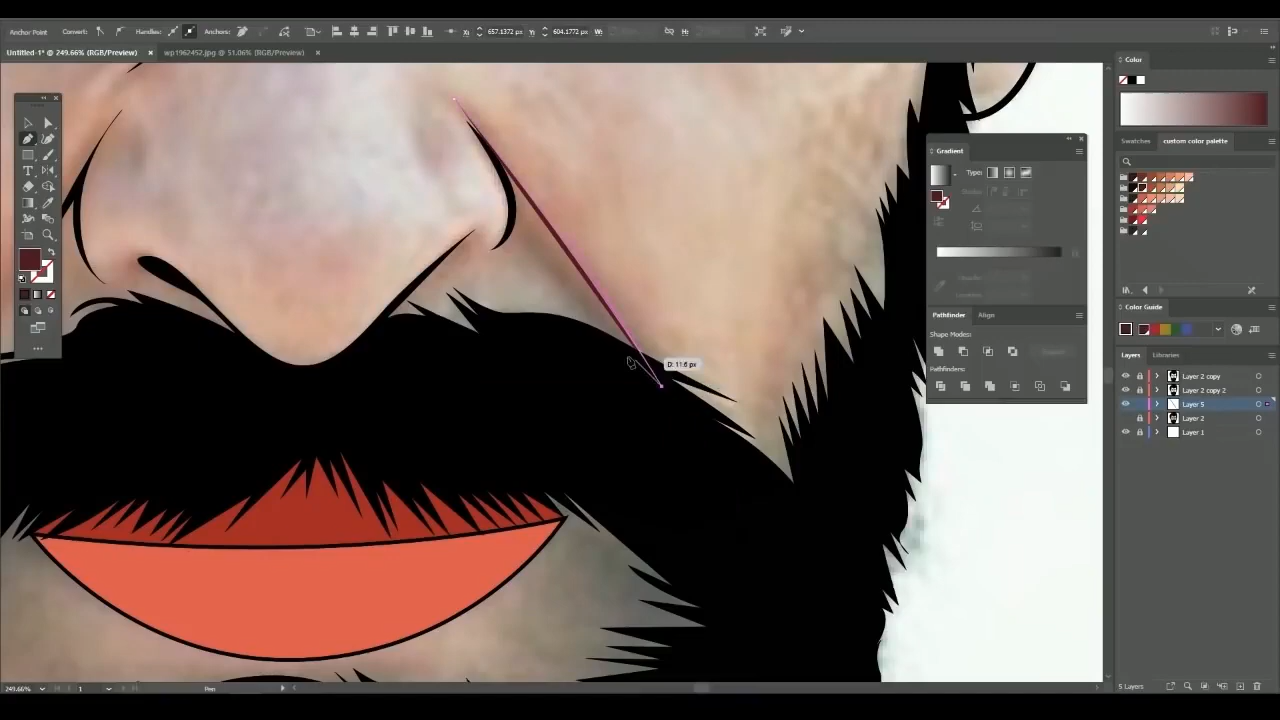 Anchor Point Convert: Handles: Anchors: X: 657.1372 px Y: 604.1772 px W: H:
Untitled-1* @ 249.66% (RGB/Preview) × wp1962452.jpg @ 51.06% (RGB/Preview) ×
Color
Swatches custom color palette
Gradient
Type:
D: 11.6 px
Pathfinder Align
Shape Modes:
Pathfinders:
Color Guide
Layers Libraries
Layer 2 copy
Layer 2 copy 2
Layer 5
Layer 2
Layer 1
249.66% 1 Pen
5 Layers